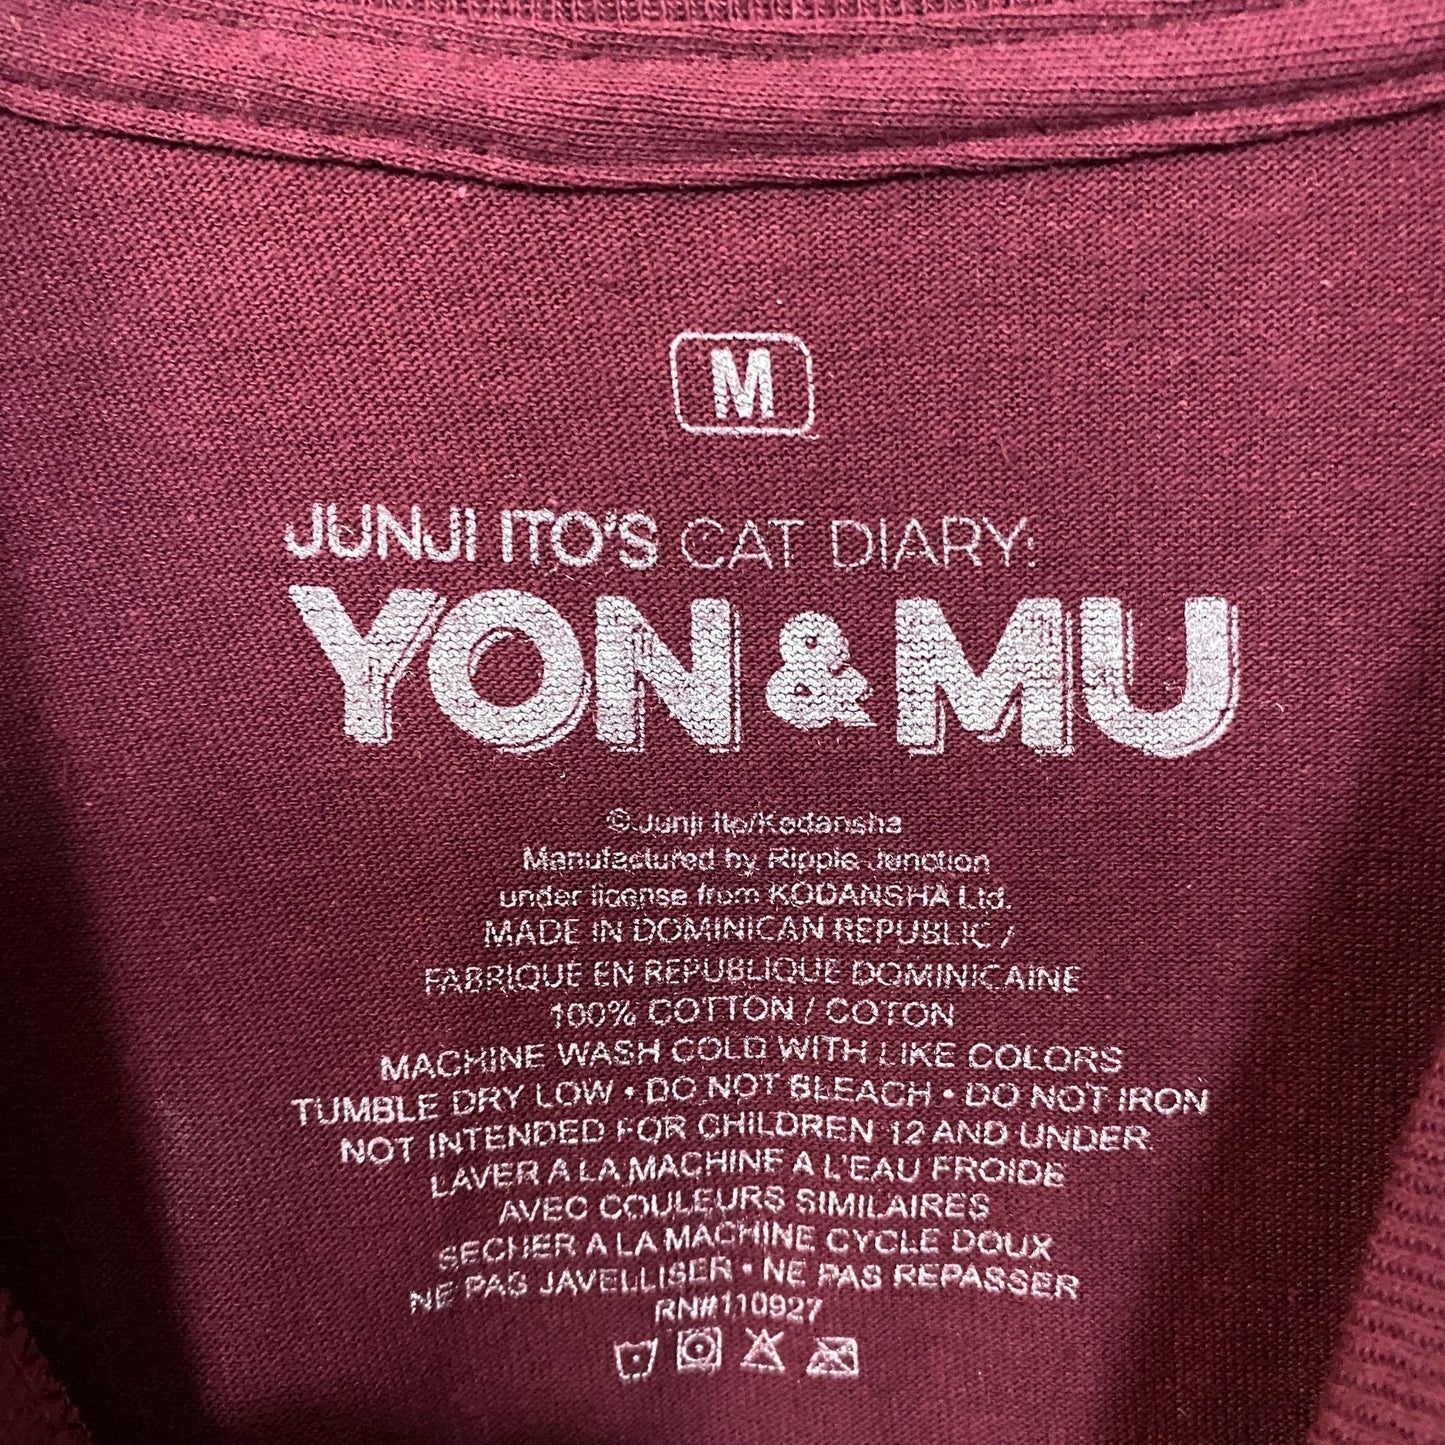 M
JUNJI ITO'S CAT DIARY:
YON & MU
© Junji Ito/Kodansha
Manufactured by Ripple Junction
under license from KODANSHA Ltd.
MADE IN DOMINICAN REPUBLIC /
FABRIQUE EN REPUBLIQUE DOMINICAINE
100% COTTON / COTON
MACHINE WASH COLD WITH LIKE COLORS
TUMBLE DRY LOW • DO NOT BLEACH • DO NOT IRON
NOT INTENDED FOR CHILDREN 12 AND UNDER.
LAVER A LA MACHINE A L'EAU FROIDE
AVEC COULEURS SIMILAIRES
SECHER A LA MACHINE CYCLE DOUX
NE PAS JAVELLISER • NE PAS REPASSER
RN#110927